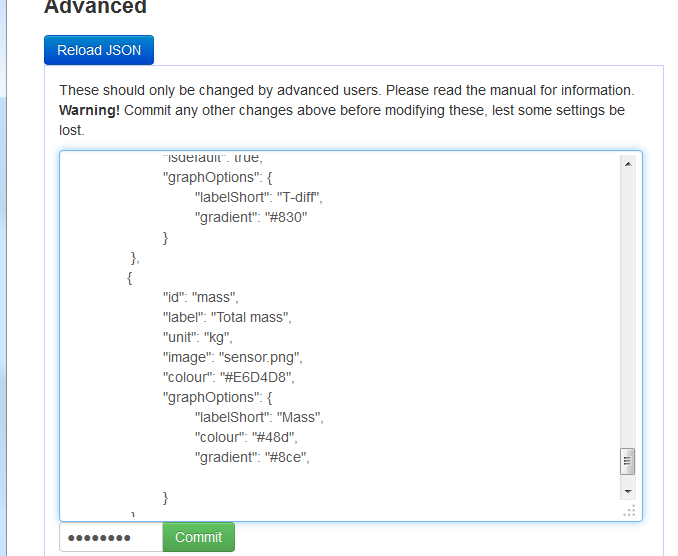 Advanced
Reload JSON
These should only be changed by advanced users. Please read the manual for information.
Warning! Commit any other changes above before modifying these, lest some settings be
lost.
"isdefault": true,
"graphOptions": {
"labelShort": "T-diff",
"gradient": "#830"
}
},
{
"id": "mass",
"label": "Total mass",
"unit": "kg",
"image": "sensor.png",
"colour": "#E6D4D8",
"graphOptions": {
"labelShort": "Mass",
"colour": "#48d",
"gradient": "#8ce",
}
}
Commit